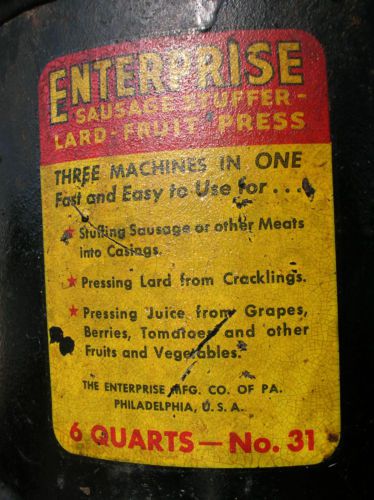 ENTERPRISE
SAUSAGE STUFFER -
LARD - FRUIT PRESS
THREE MACHINES IN ONE
Fast and Easy to Use for . . .
★ Stuffing Sausage or other Meats
into Casings.
★ Pressing Lard from Cracklings.
★ Pressing Juice from Grapes,
Berries, Tomatoes and other
Fruits and Vegetables.
THE ENTERPRISE MFG. CO. OF PA.
PHILADELPHIA, U. S. A.
6 QUARTS — No. 31